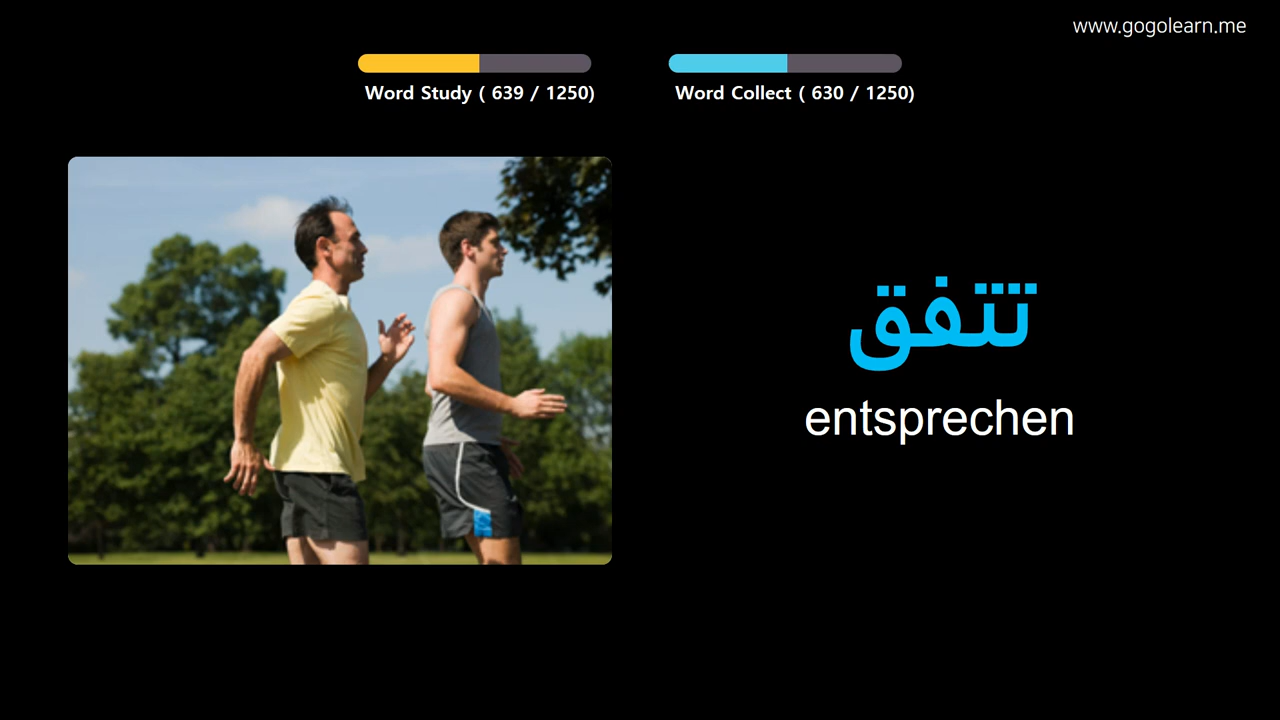 www.gogolearn.me
Word Study ( 639 / 1250)
Word Collect ( 630 / 1250)
تتفق
entsprechen